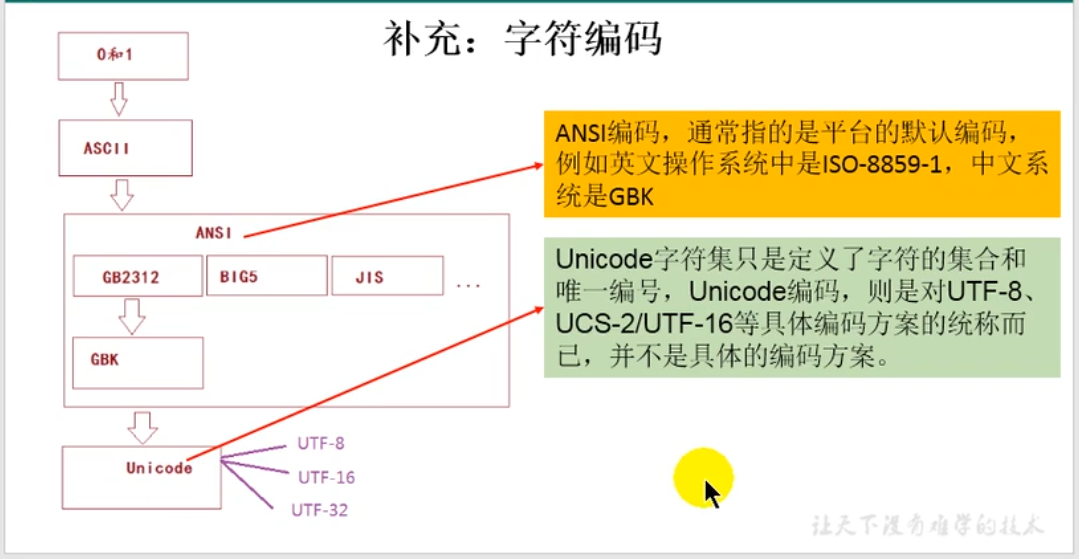 补充：字符编码
0和1
ASCII
ANSI
GB2312
BIG5
JIS
...
GBK
Unicode
UTF-8
UTF-16
UTF-32
ANSI编码，通常指的是平台的默认编码，
例如英文操作系统中是ISO-8859-1，中文系
统是GBK
Unicode字符集只是定义了字符的集合和
唯一编号，Unicode编码，则是对UTF-8、
UCS-2/UTF-16等具体编码方案的统称而
已，并不是具体的编码方案。
让天下没有难学的技术